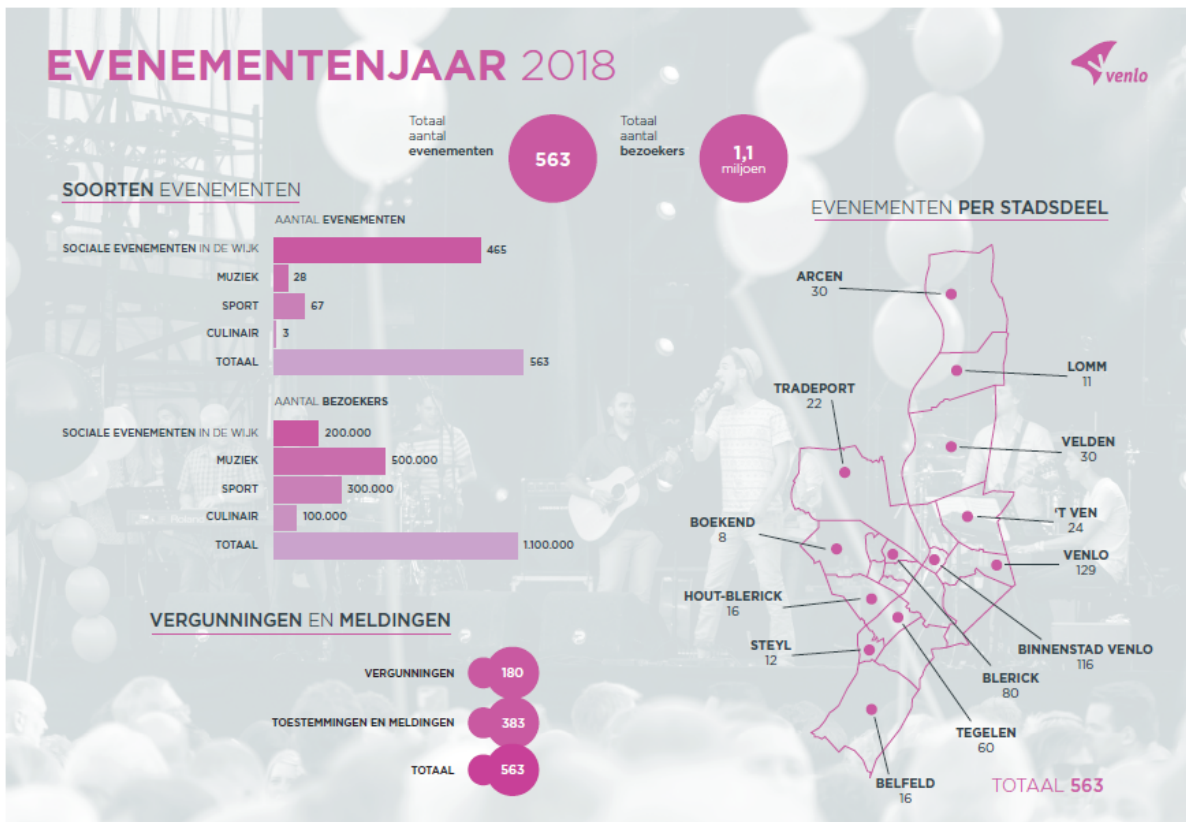 EVENEMENTENJAAR 2018
venlo
Totaal
aantal
evenementen
563
Totaal
aantal
bezoekers
1,1
miljoen
SOORTEN EVENEMENTEN
AANTAL EVENEMENTEN
SOCIALE EVENEMENTEN IN DE WIJK 465
MUZIEK 28
SPORT 67
CULINAIR 3
TOTAAL 563
AANTAL BEZOEKERS
SOCIALE EVENEMENTEN IN DE WIJK 200.000
MUZIEK 500.000
SPORT 300.000
CULINAIR 100.000
TOTAAL 1.100.000
VERGUNNINGEN EN MELDINGEN
VERGUNNINGEN 180
TOESTEMMINGEN EN MELDINGEN 383
TOTAAL 563
EVENEMENTEN PER STADSDEEL
ARCEN
30
LOMM
11
TRADEPORT
22
VELDEN
30
'T VEN
24
BOEKEND
8
VENLO
129
HOUT-BLERICK
16
STEYL
12
BINNENSTAD VENLO
116
BLERICK
80
TEGELEN
60
BELFELD
16
TOTAAL 563